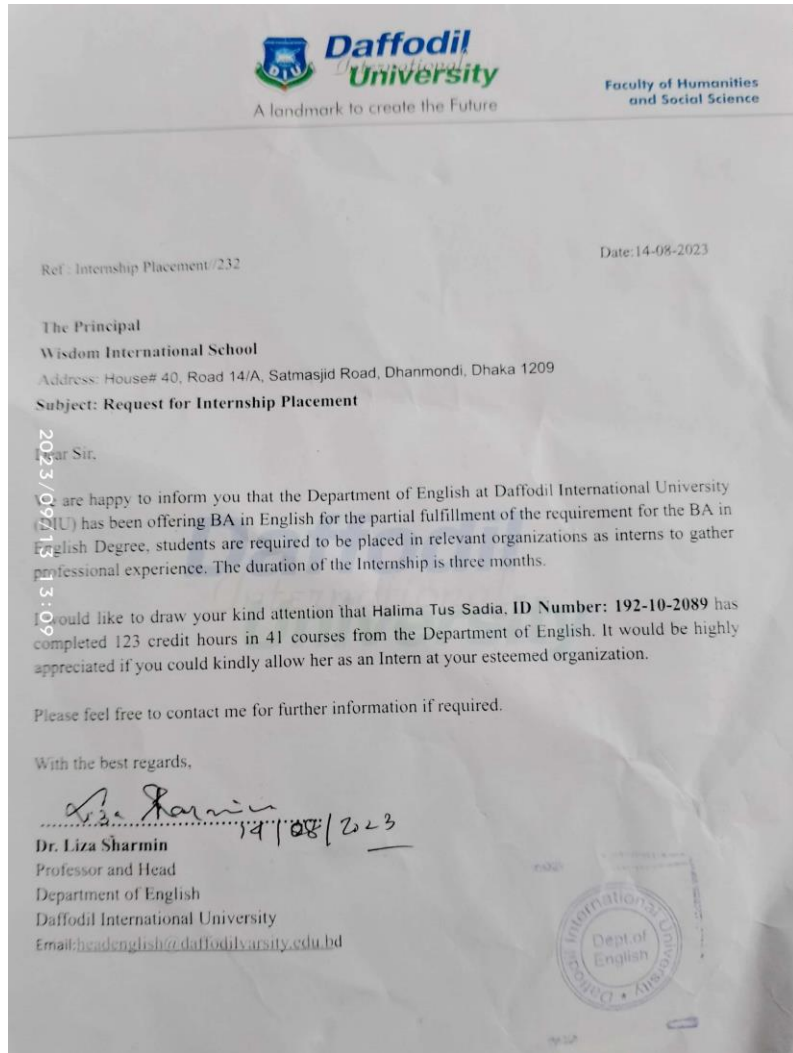 Daffodil
International
University
A landmark to create the Future
Faculty of Humanities
and Social Science
Ref : Internship Placement//232
Date:14-08-2023
The Principal
Wisdom International School
Address: House# 40, Road 14/A, Satmasjid Road, Dhanmondi, Dhaka 1209
Subject: Request for Internship Placement
Dear Sir,
We are happy to inform you that the Department of English at Daffodil International University
(DIU) has been offering BA in English for the partial fulfillment of the requirement for the BA in
English Degree, students are required to be placed in relevant organizations as interns to gather
professional experience. The duration of the Internship is three months.
I would like to draw your kind attention that Halima Tus Sadia, ID Number: 192-10-2089 has
completed 123 credit hours in 41 courses from the Department of English. It would be highly
appreciated if you could kindly allow her as an Intern at your esteemed organization.
Please feel free to contact me for further information if required.
With the best regards,
Liza Sharmin
14/08/2023
Dr. Liza Sharmin
Professor and Head
Department of English
Daffodil International University
Email:headenglish@daffodilvarsity.edu.bd
Daffodil International University
Dept.of
English
DIU
2023/09/13 13:09